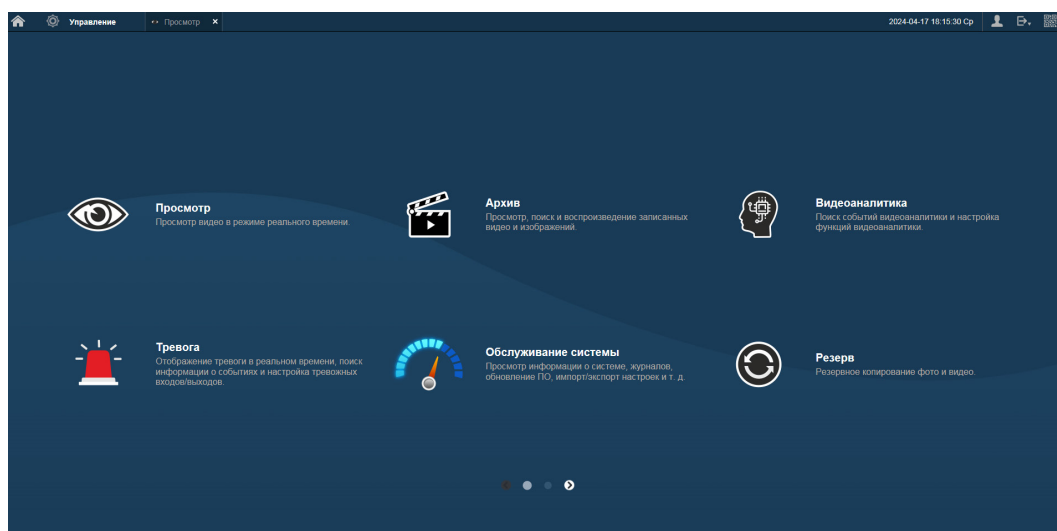 Управление
Просмотр
2024-04-17 16:15:30 Ср
Просмотр
Просмотр видео в режиме реального времени.
Архив
Просмотр, поиск и воспроизведение записанных
видео и изображений.
Видеоаналитика
Поиск событий видеоаналитики и настройка
функций видеоаналитики.
Тревога
Отображение тревоги в реальном времени, поиск
информации о событиях и настройка тревожных
входов/выходов.
Обслуживание системы
Просмотр информации о системе, журналов,
обновление ПО, импорт/экспорт настроек и т. д.
Резерв
Резервное копирование фото и видео.